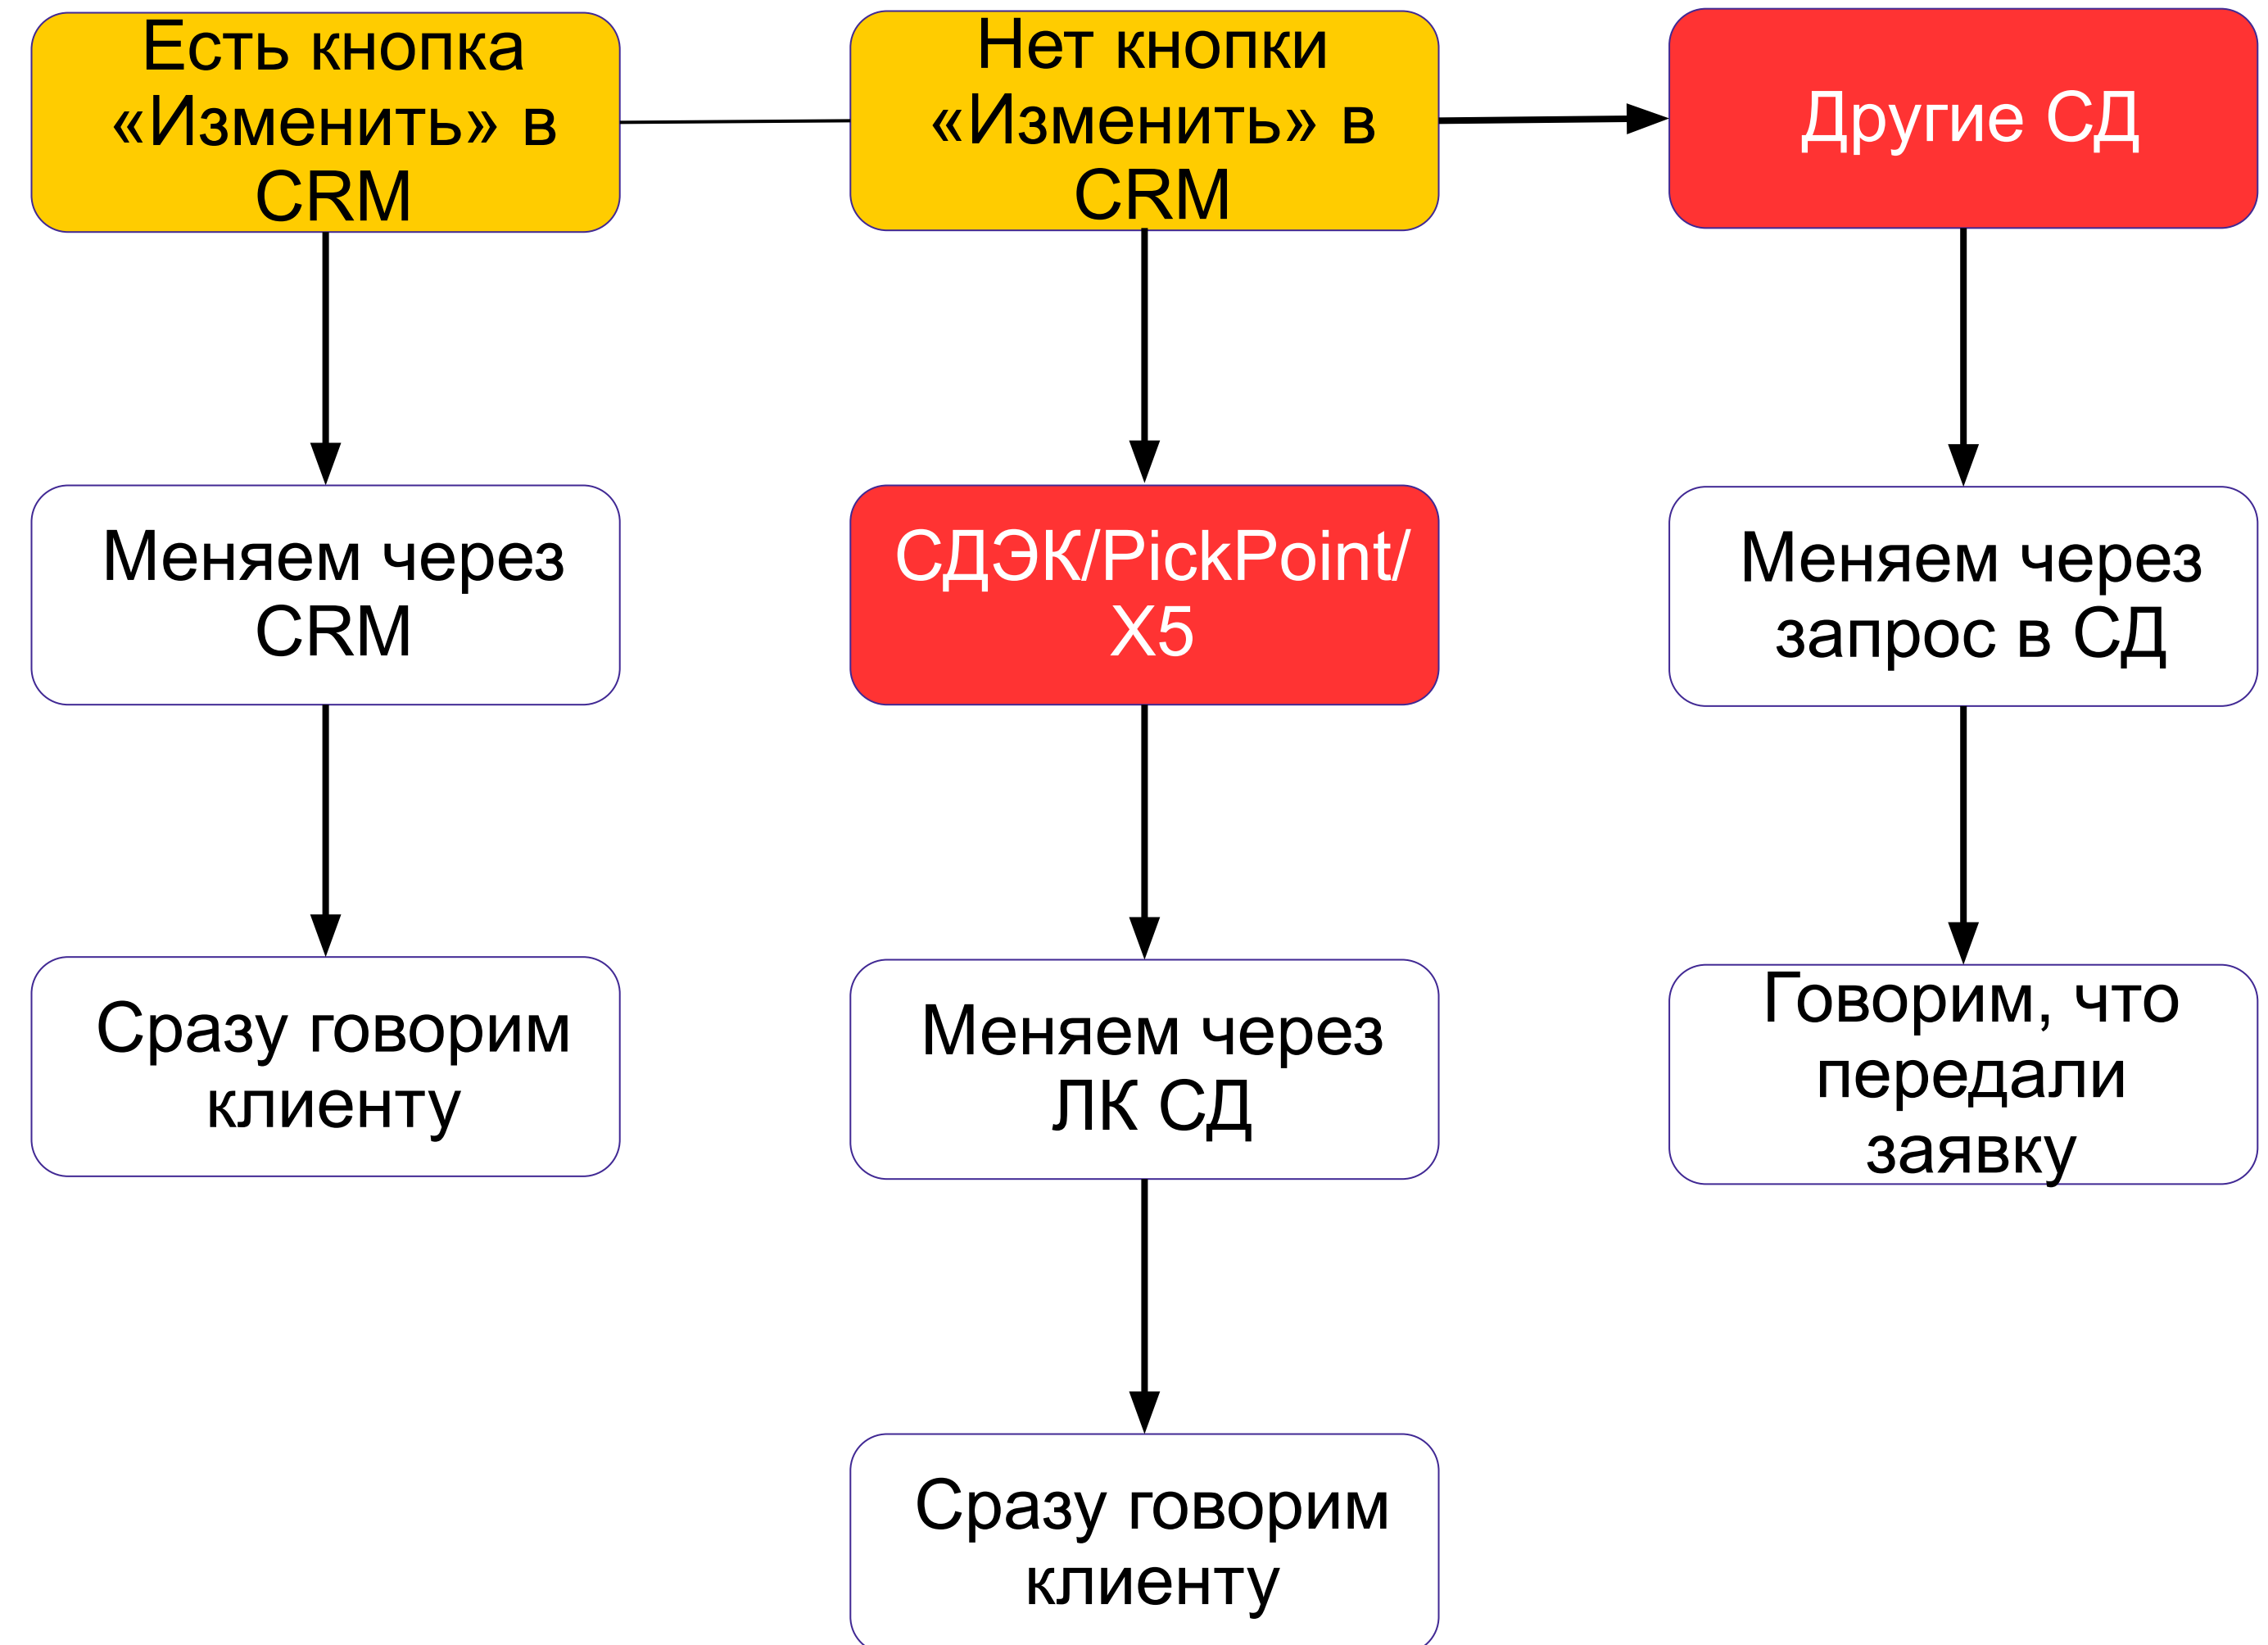 Есть кнопка
«Изменить» в
CRM
Нет кнопки
«Изменить» в
CRM
Другие СД
Меняем через
CRM
СДЭК/PickPoint/
X5
Меняем через
запрос в СД
Сразу говорим
клиенту
Меняем через
ЛК СД
Говорим, что
передали
заявку
Сразу говорим
клиенту